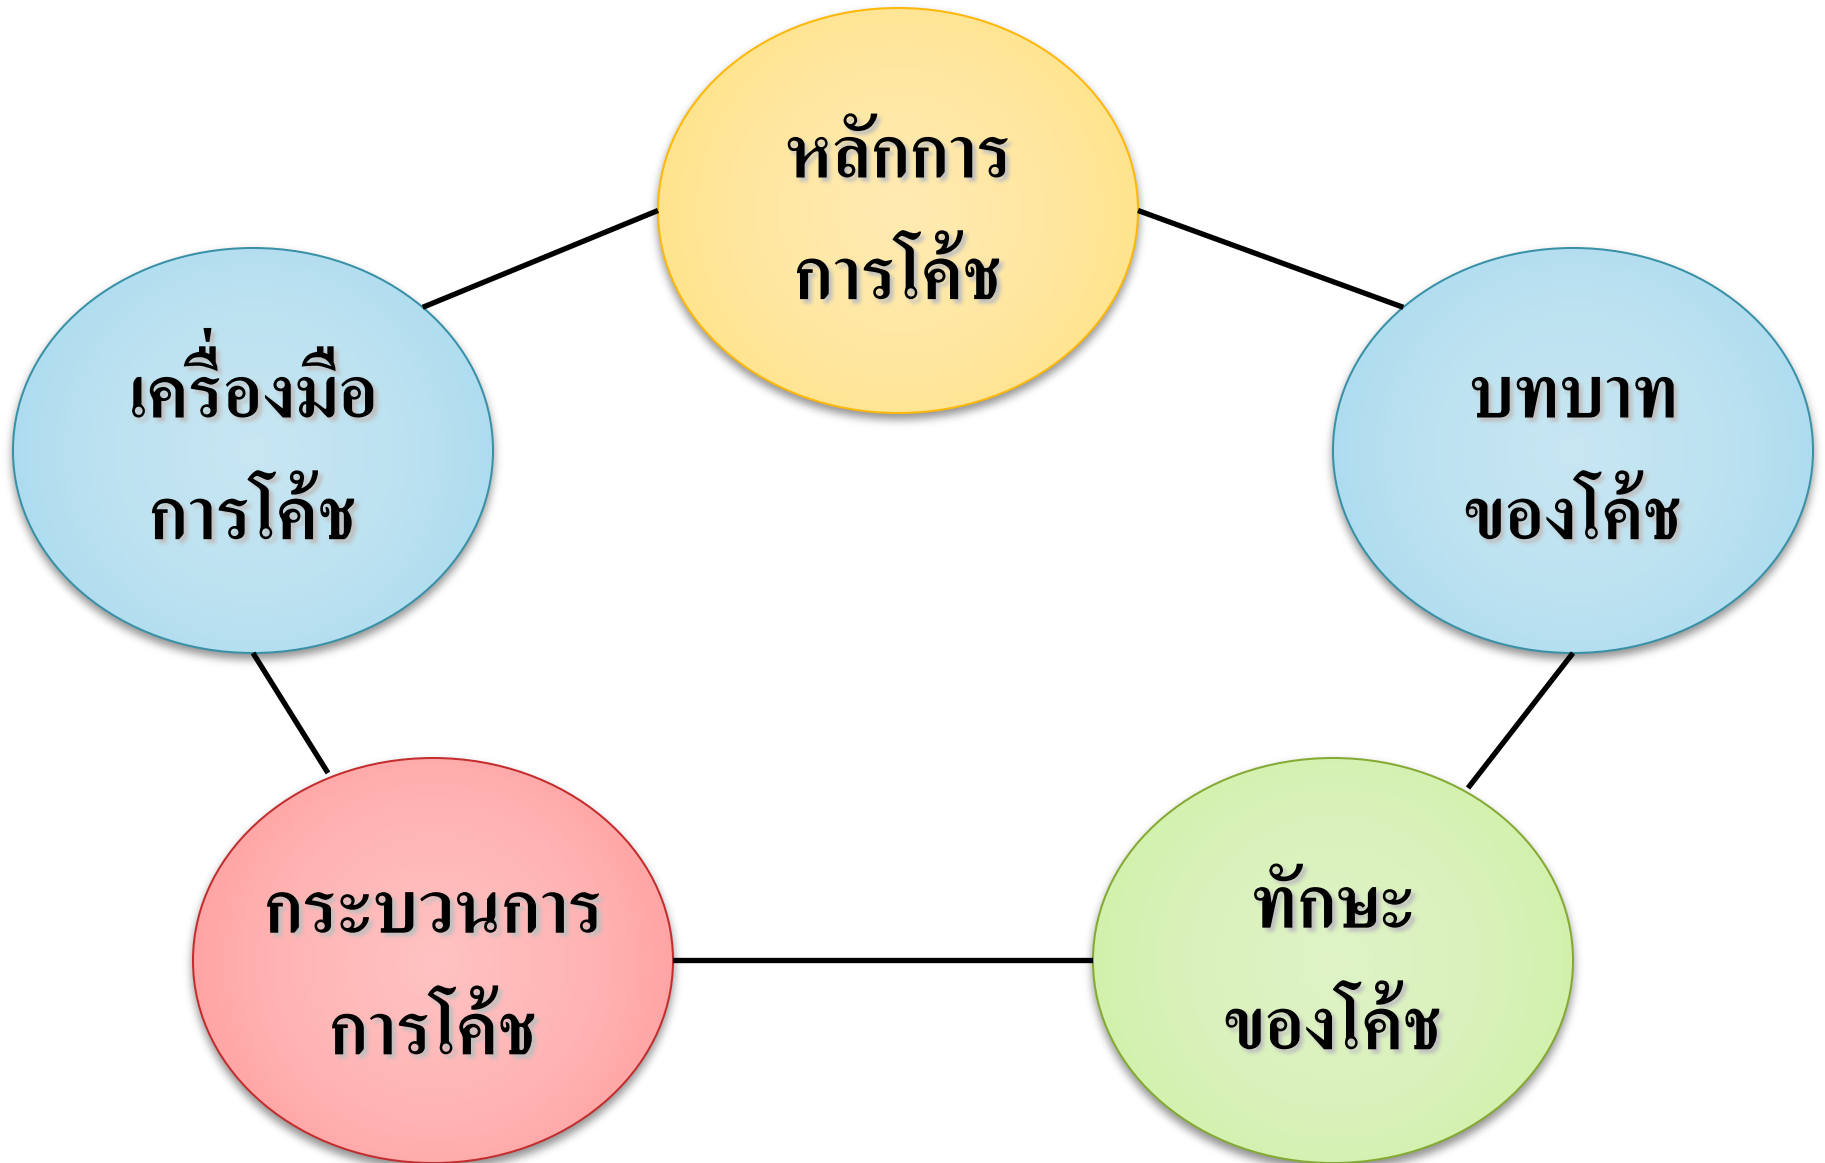 หลักการ
การโค้ช
เครื่องมือ
การโค้ช
บทบาท
ของโค้ช
กระบวนการ
การโค้ช
ทักษะ
ของโค้ช